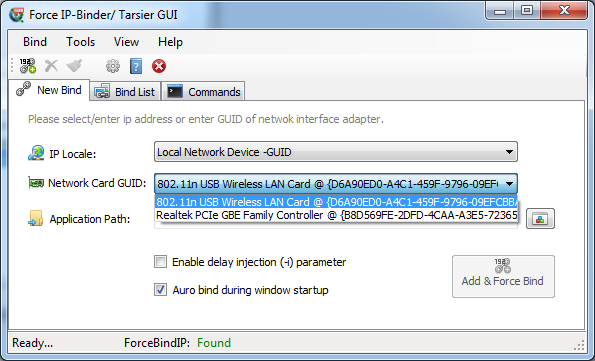 Force IP-Binder/ Tarsier GUI
Bind Tools View
198
New Bind Bind List Commands
Please select/enter ip address or enter GUID of netwok interface adapter.
IP Locale: Local Network Device -GUID
Network Card GUID: 802.11n USB Wireless LAN Card @ {D6A90ED0-A4C1-459F-9796-09EF
802.11n USB Wireless LAN Card @ {D6A90ED0-A4C1-459F-9796-09EFCBB
Realtek PCIe GBE Family Controller @ {B8D569FE-2DFD-4CAA-A3E5-72365
Application Path:
Enable delay injection (-i) parameter
198
Auro bind during window startup
Add & Force Bind
Ready... ForceBindIP: Found